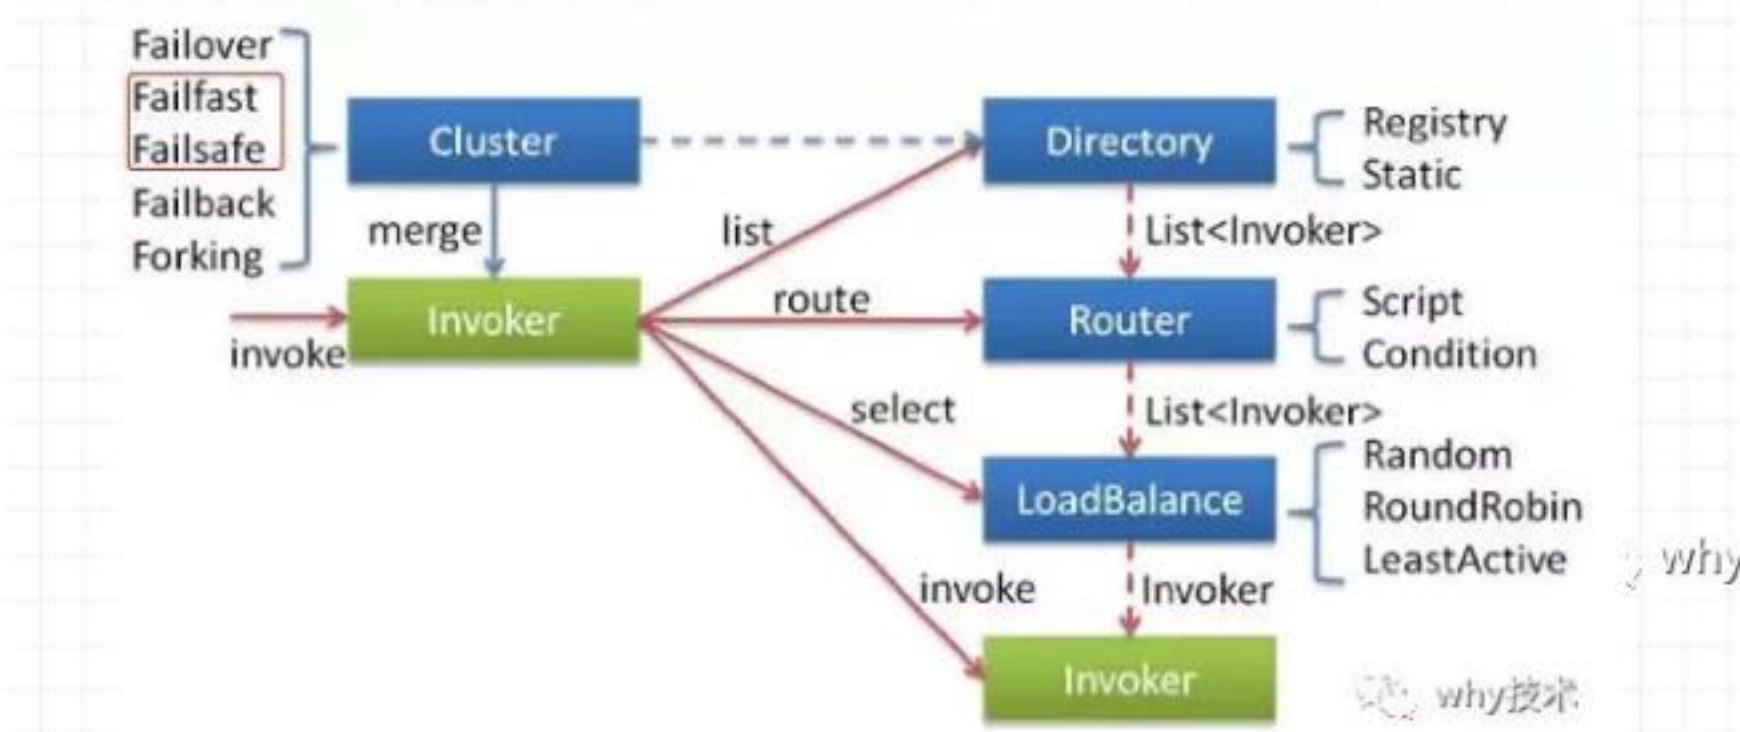 Failover
Failfast
Failsafe
Failback
Forking
Cluster
merge
invoke
Invoker
list
route
select
invoke
Directory
Registry
Static
List<Invoker>
Router
Script
Condition
List<Invoker>
LoadBalance
Random
RoundRobin
LeastActive
Invoker
Invoker
why
why技术